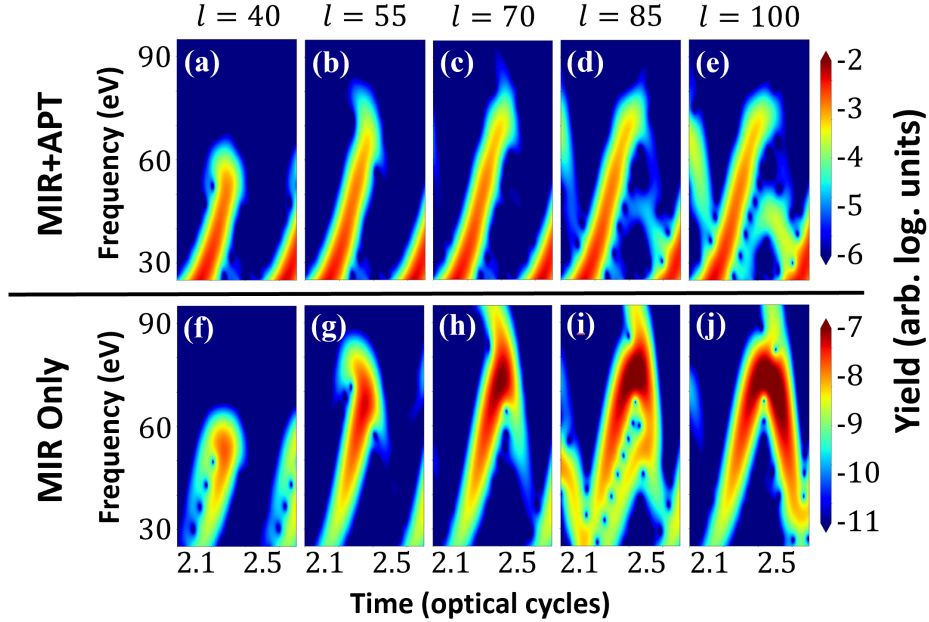 l = 40 l = 55 l = 70 l = 85 l = 100
MIR+APT
Frequency (eV)
90
60
30
(a) (b) (c) (d) (e)
-2
-3
-4
-5
-6
MIR Only
Frequency (eV)
90
60
30
(f) (g) (h) (i) (j)
-7
-8
-9
-10
-11
Yield (arb. log. units)
2.1 2.5 2.1 2.5 2.1 2.5 2.1 2.5 2.1 2.5
Time (optical cycles)